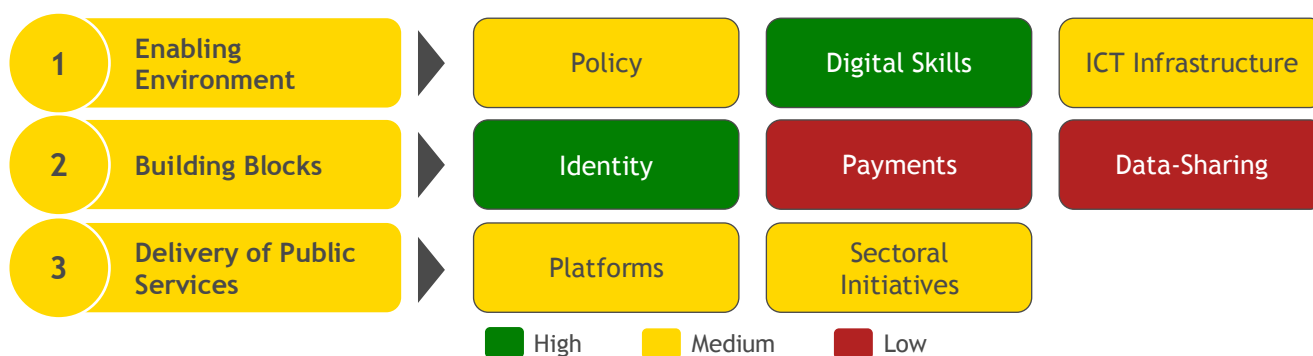 1
Enabling
Environment
Policy
Digital Skills
ICT Infrastructure
2
Building Blocks
Identity
Payments
Data-Sharing
3
Delivery of Public
Services
Platforms
Sectoral
Initiatives
High
Medium
Low